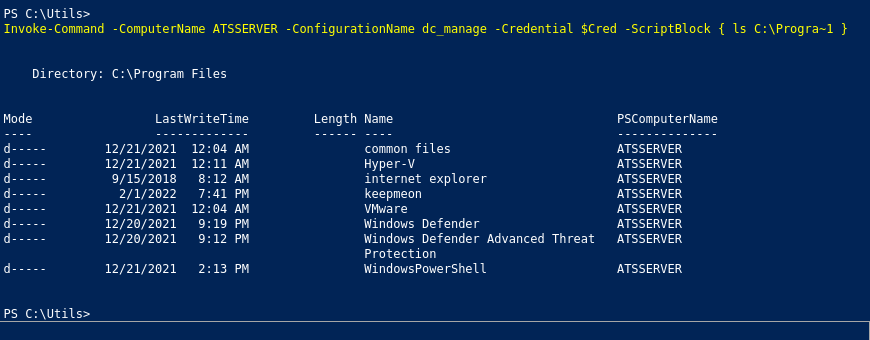 PS C:\Utils>
Invoke-Command -ComputerName ATSSERVER -ConfigurationName dc_manage -Credential $Cred -ScriptBlock { ls C:\Progra~1 }
    Directory: C:\Program Files
Mode                 LastWriteTime         Length Name                               PSComputerName
----                 -------------         ------ ----                               --------------
d-----        12/21/2021  12:04 AM                common files                       ATSSERVER
d-----        12/21/2021  12:11 AM                Hyper-V                            ATSSERVER
d-----         9/15/2018   8:12 AM                internet explorer                  ATSSERVER
d-----          2/1/2022   7:41 PM                keepmeon                           ATSSERVER
d-----        12/21/2021  12:04 AM                VMware                             ATSSERVER
d-----        12/20/2021   9:19 PM                Windows Defender                   ATSSERVER
d-----        12/20/2021   9:12 PM                Windows Defender Advanced Threat   ATSSERVER
                                                  Protection
d-----        12/21/2021   2:13 PM                WindowsPowerShell                  ATSSERVER
PS C:\Utils>